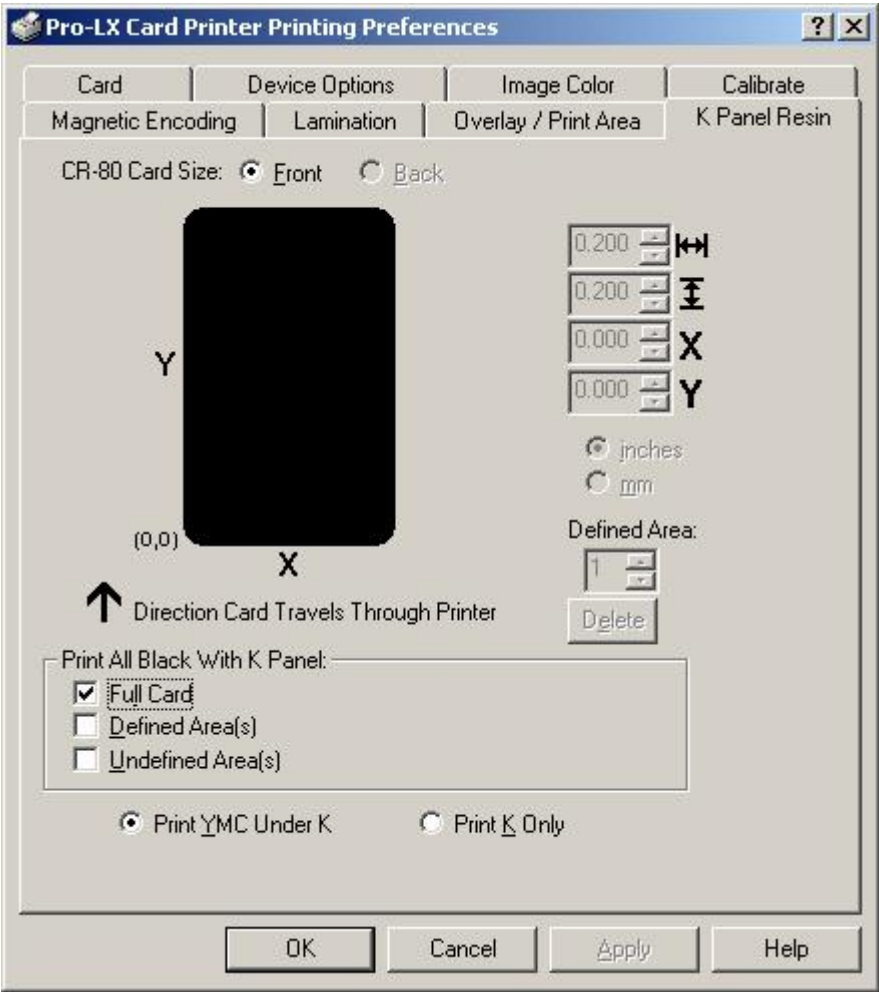 Pro-LX Card Printer Printing Preferences ? X
Card Device Options Image Color Calibrate
Magnetic Encoding Lamination Overlay / Print Area K Panel Resin
CR-80 Card Size: Front Back
0.200
0.200
0.000 X
Y 0.000 Y
inches
mm
(0,0)
X
Defined Area:
1
Direction Card Travels Through Printer
Delete
Print All Black With K Panel:
Full Card
Defined Area(s)
Undefined Area(s)
Print YMC Under K Print K Only
OK Cancel Apply Help